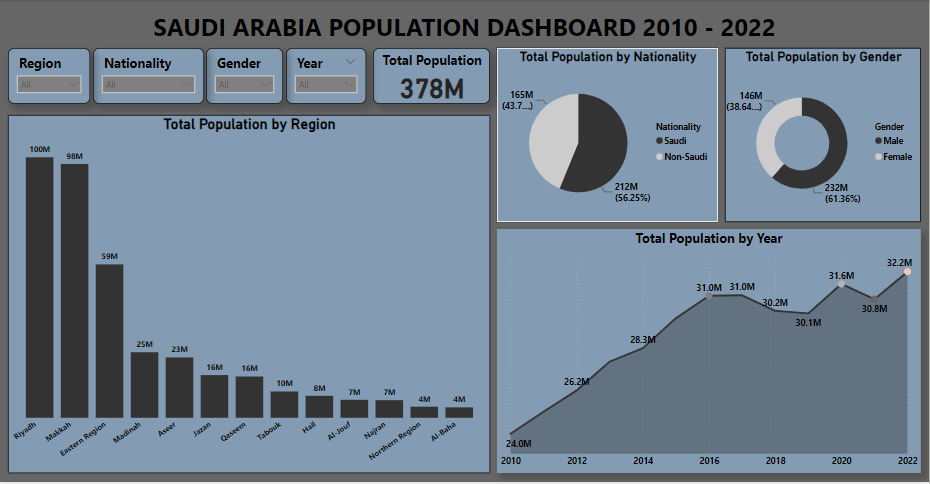 SAUDI ARABIA POPULATION DASHBOARD 2010 - 2022
Region
All
Nationality
All
Gender
All
Year
All
Total Population
378M
Total Population by Region
100M
98M
59M
25M
23M
16M
16M
10M
8M
7M
7M
4M
4M
Riyadh
Makkah
Eastern Region
Madinah
Aseer
Jazan
Qaseem
Tabouk
Hail
Al-Jouf
Najran
Northern Region
Al-Baha
Total Population by Nationality
165M
(43.7...)
212M
(56.25%)
Nationality
Saudi
Non-Saudi
Total Population by Gender
146M
(38.64...)
232M
(61.36%)
Gender
Male
Female
Total Population by Year
24.0M
26.2M
28.3M
31.0M
31.0M
30.2M
30.1M
31.6M
30.8M
32.2M
2010
2012
2014
2016
2018
2020
2022